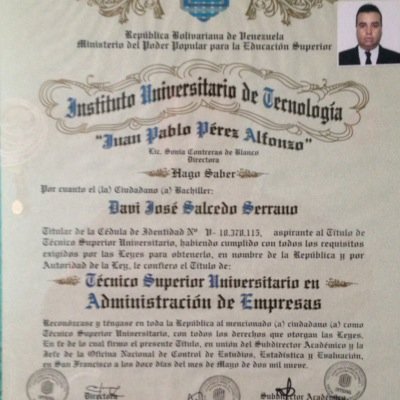 República Bolivariana de Venezuela
Ministerio del Poder Popular para la Educación Superior
Instituto Universitario de Tecnología
"Juan Pablo Pérez Alfonzo"
Lic. Sonia Contreras de Blanco
Directora
Hago Saber
Por cuanto el (la) Ciudadano (a) Bachiller:
Davi José Salcedo Serrano
Titular de la Cédula de Identidad Nº V- 10.370.115, aspirante al Título de
Técnico Superior Universitario, habiendo cumplido con todos los requisitos
exigidos por las Leyes para obtenerlo, en nombre de la República y por
Autoridad de la Ley, le confiero el Título de:
Técnico Superior Universitario en
Administración de Empresas
Reconózcase y téngase en toda la República al mencionado (a) ciudadano (a) como
Técnico Superior Universitario, con todos los derechos que otorgan las Leyes.
En fe de lo cual firmo el presente Título, en unión del Subdirector Académico y la
Jefe de la Oficina Nacional de Control de Estudios, Estadística y Evaluación,
en San Francisco a los doce días del mes de Mayo de dos mil nueve.
Directora
Subdirector Académico